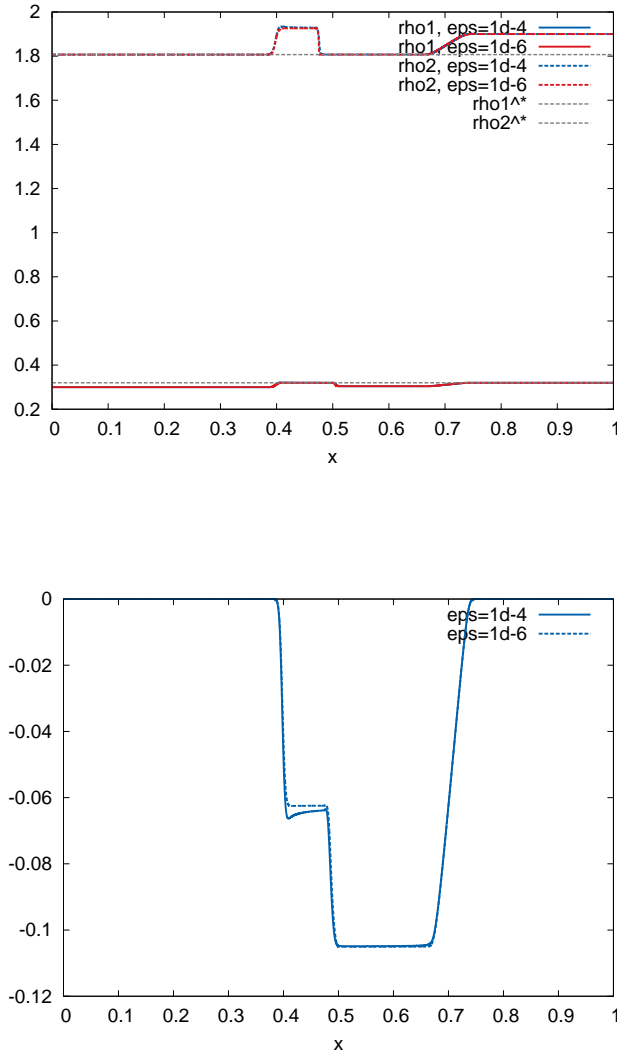 2
rho1, eps=1d-4
1.8
rho1, eps=1d-6
rho2, eps=1d-4
rho2, eps=1d-6
1.6
rho1^*
rho2^*
1.4
1.2
1
0.8
0.6
0.4
0.2
0 0.1 0.2 0.3 0.4 0.5 0.6 0.7 0.8 0.9 1
x
0
eps=1d-4
eps=1d-6
-0.02
-0.04
-0.06
-0.08
-0.1
-0.12
0 0.1 0.2 0.3 0.4 0.5 0.6 0.7 0.8 0.9 1
x